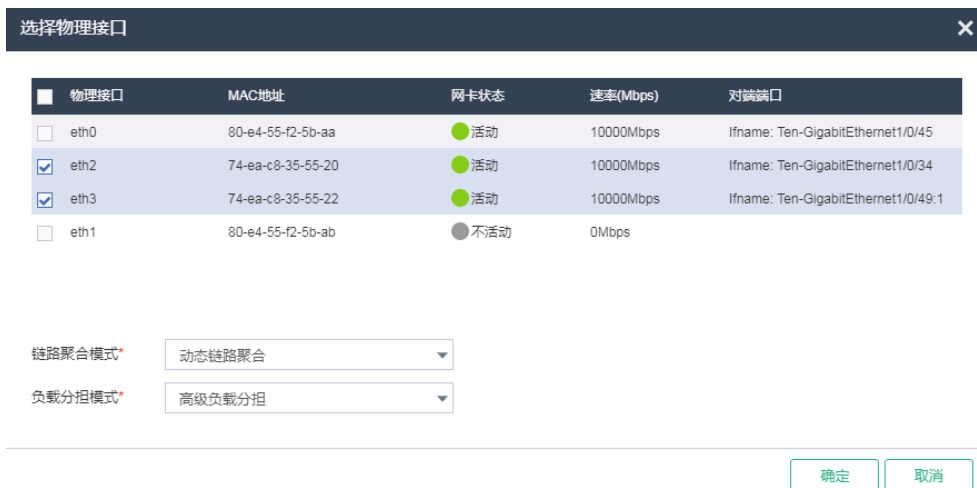 选择物理接口
物理接口 MAC地址 网卡状态 速率(Mbps) 对端端口
eth0 80-e4-55-f2-5b-aa 活动 10000Mbps Ifname: Ten-GigabitEthernet1/0/45
eth2 74-ea-c8-35-55-20 活动 10000Mbps Ifname: Ten-GigabitEthernet1/0/34
eth3 74-ea-c8-35-55-22 活动 10000Mbps Ifname: Ten-GigabitEthernet1/0/49:1
eth1 80-e4-55-f2-5b-ab 不活动 0Mbps
链路聚合模式* 动态链路聚合
负载分担模式* 高级负载分担
确定 取消